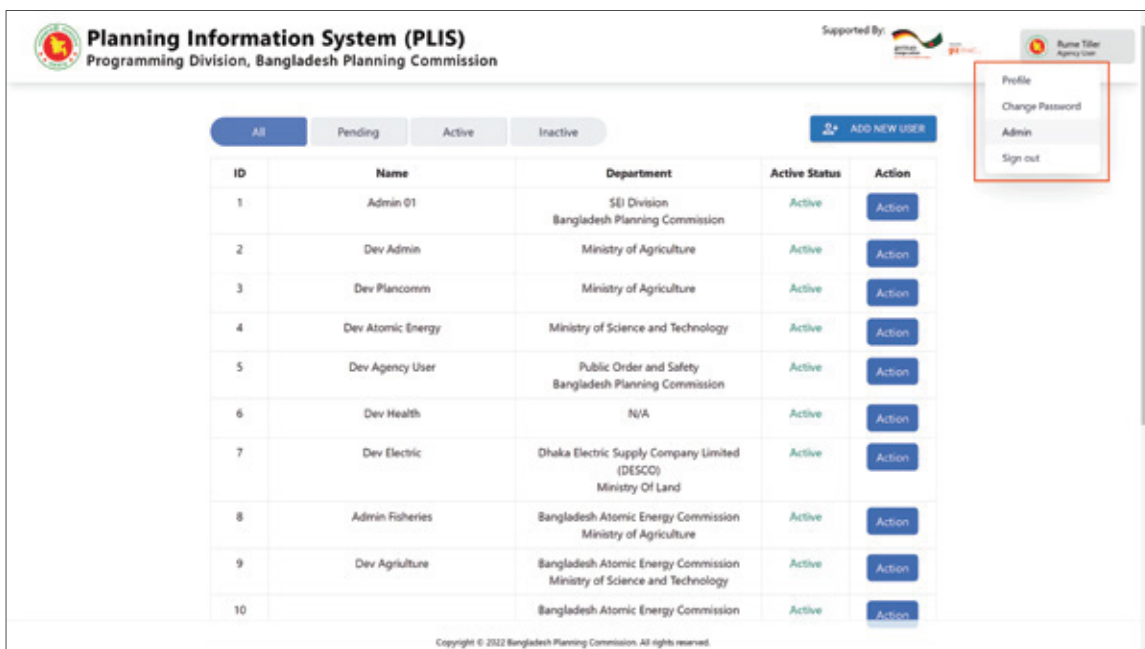 Planning Information System (PLIS)
Programming Division, Bangladesh Planning Commission
Supported By:
Rume Tiller
Agency User
Profile
Change Password
Admin
Sign out
All Pending Active Inactive
ADD NEW USER
ID Name Department Active Status Action
1 Admin 01 SEI Division Active Action
Bangladesh Planning Commission
2 Dev Admin Ministry of Agriculture Active Action
3 Dev Plancomm Ministry of Agriculture Active Action
4 Dev Atomic Energy Ministry of Science and Technology Active Action
5 Dev Agency User Public Order and Safety Active Action
Bangladesh Planning Commission
6 Dev Health N/A Active Action
7 Dev Electric Dhaka Electric Supply Company Limited Active Action
(DESCO)
Ministry Of Land
8 Admin Fisheries Bangladesh Atomic Energy Commission Active Action
Ministry of Agriculture
9 Dev Agriulture Bangladesh Atomic Energy Commission Active Action
Ministry of Science and Technology
10 Bangladesh Atomic Energy Commission Active Action
Copyright © 2022 Bangladesh Planning Commission. All rights reserved.